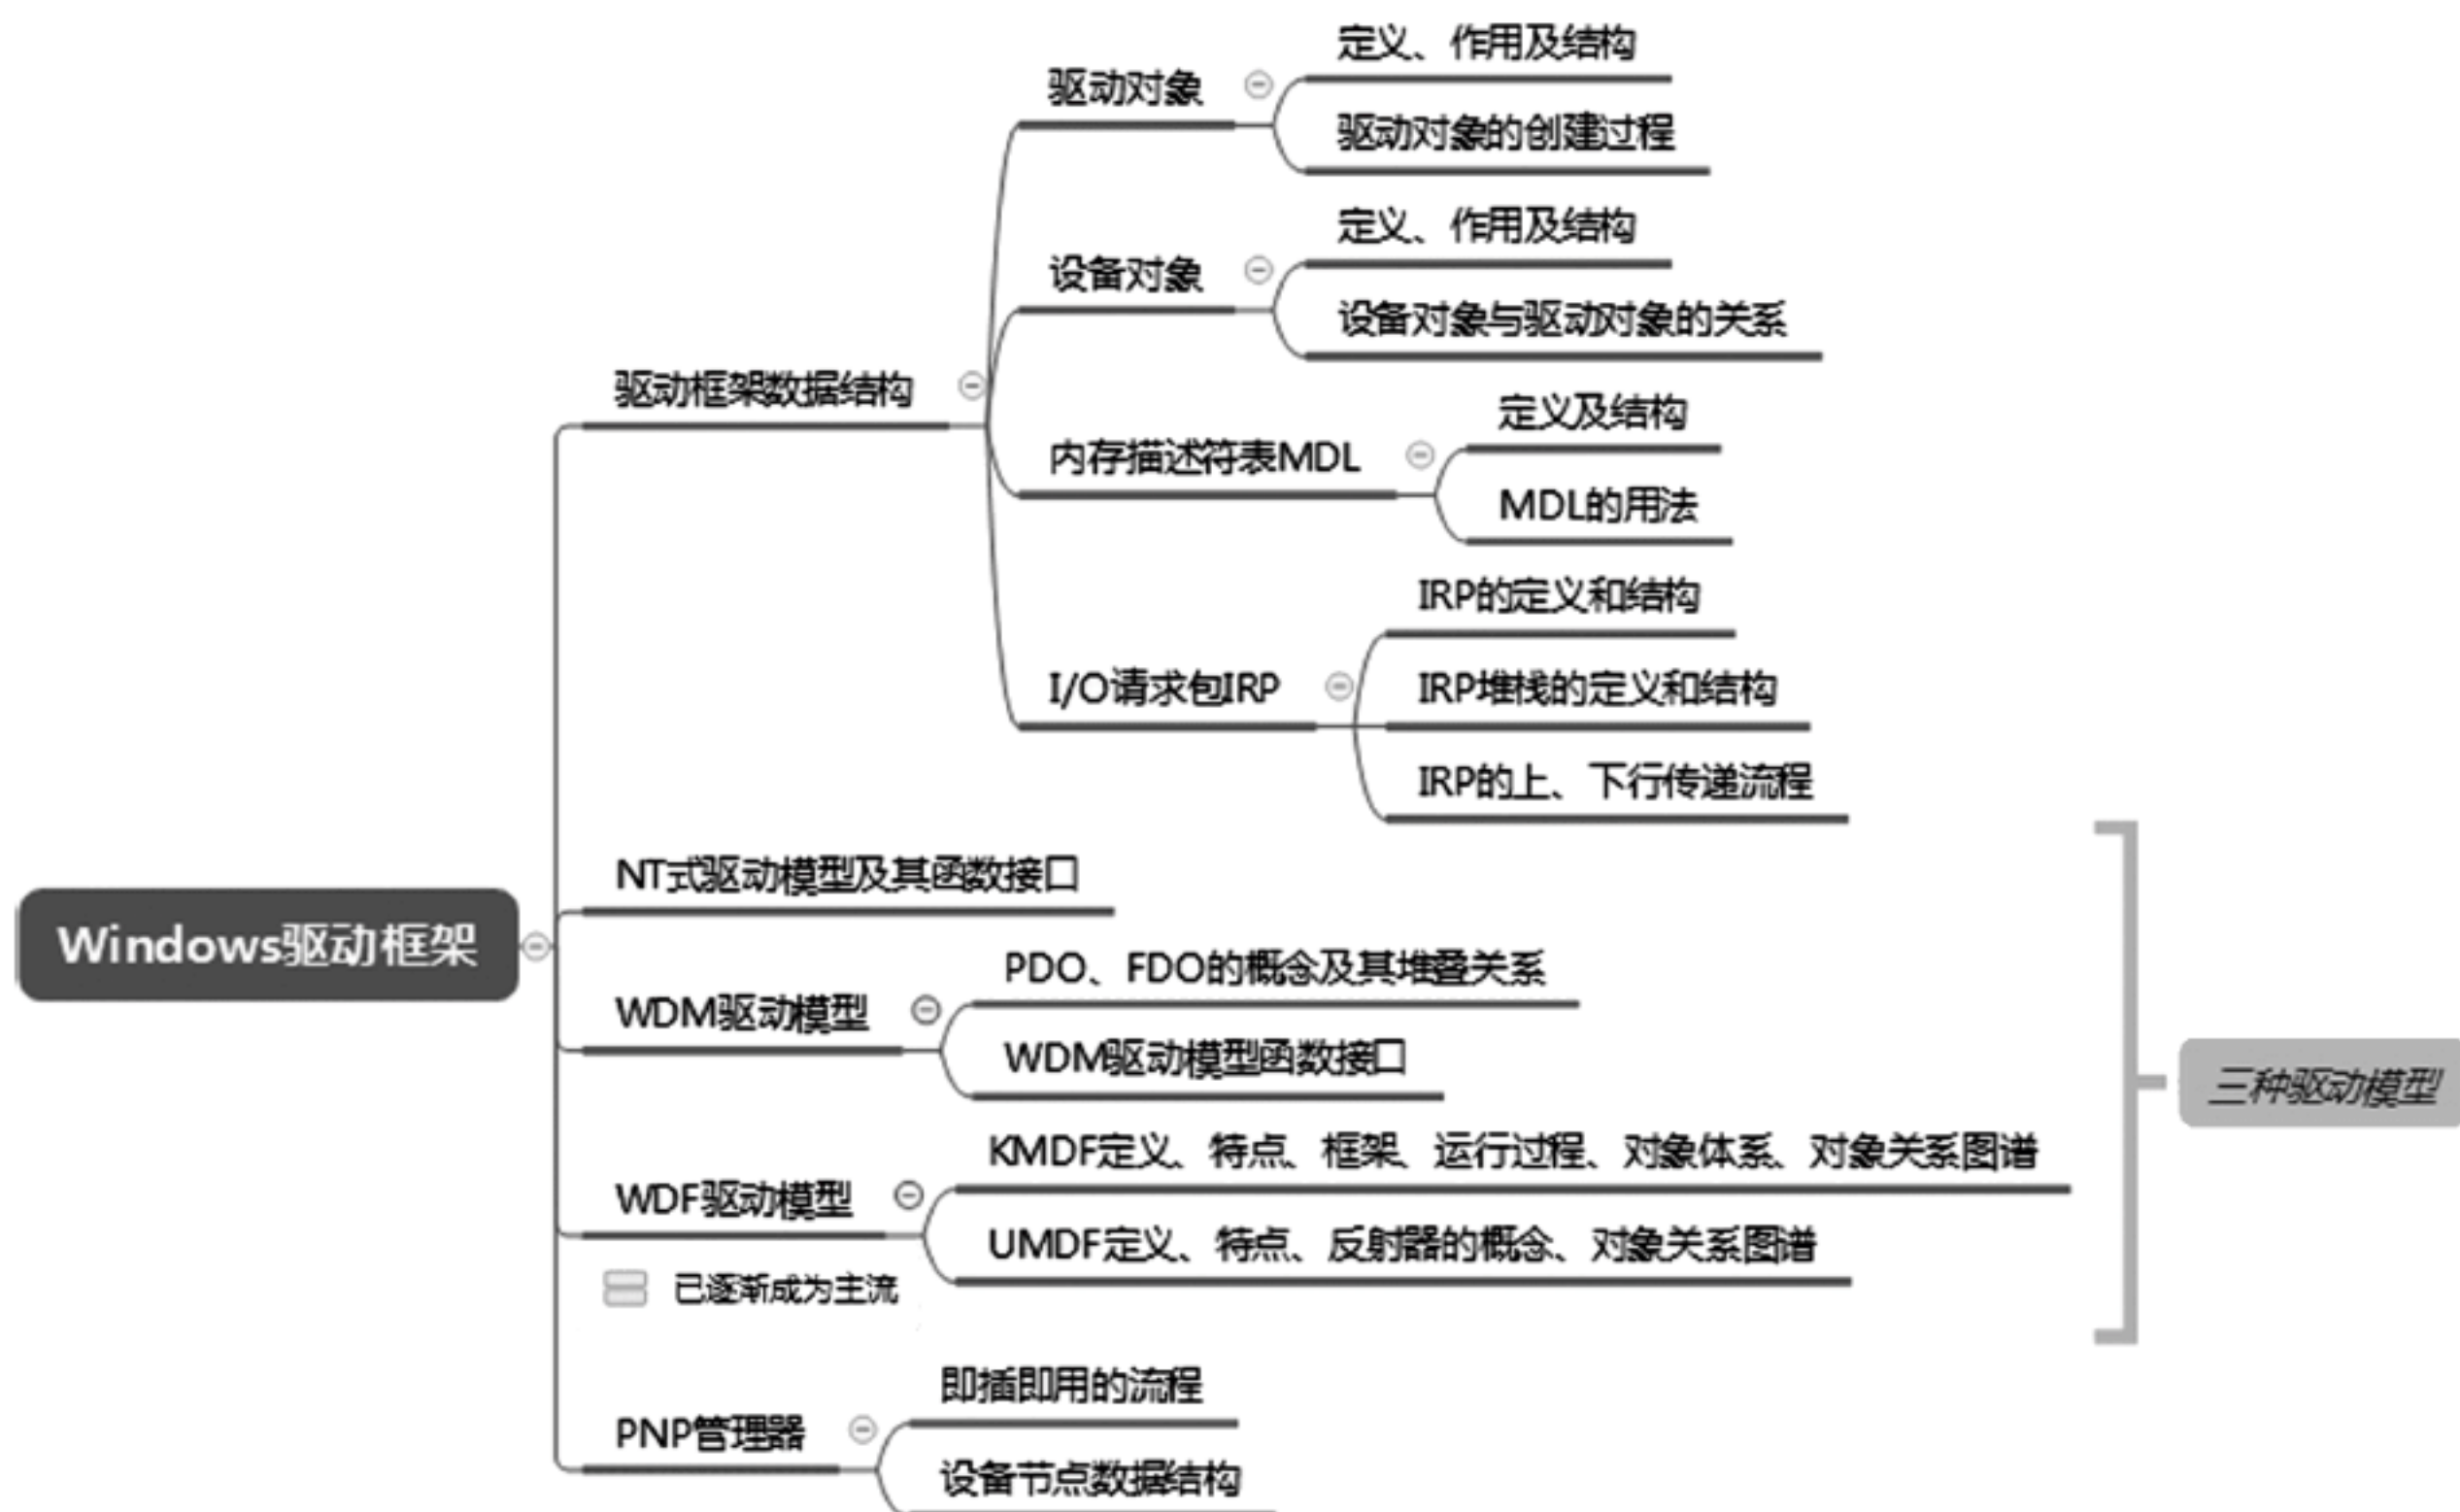 定义、作用及结构
驱动对象
驱动对象的创建过程
定义、作用及结构
设备对象
设备对象与驱动对象的关系
驱动框架数据结构
定义及结构
内存描述符表MDL
MDL的用法
IRP的定义和结构
I/O请求包IRP
IRP堆栈的定义和结构
IRP的上、下行传递流程
NT式驱动模型及其函数接口
Windows驱动框架
PDO、FDO的概念及其堆叠关系
WDM驱动模型
WDM驱动模型函数接口
三种驱动模型
KMDF定义、特点、框架、运行过程、对象体系、对象关系图谱
WDF驱动模型
UMDF定义、特点、反射器的概念、对象关系图谱
已逐渐成为主流
即插即用的流程
PNP管理器
设备节点数据结构